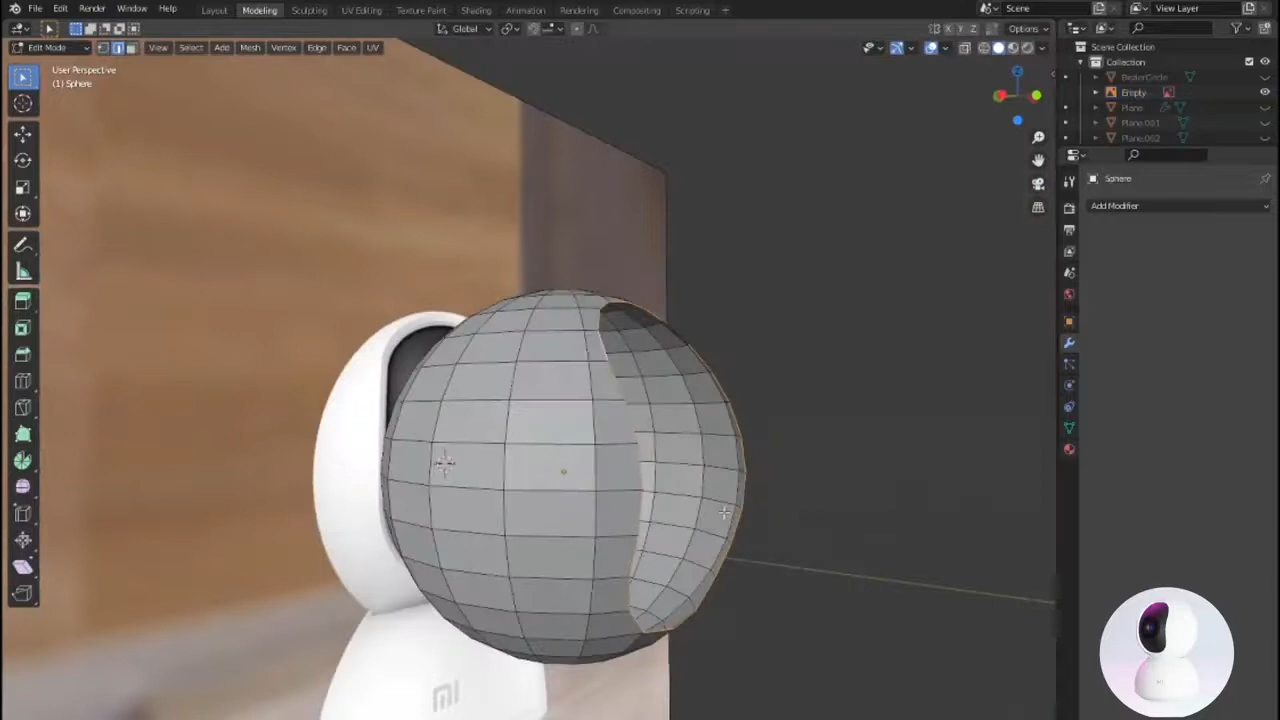 File Edit Render Window Help Layout Modeling Sculpting UV Editing Texture Paint Shading Animation Rendering Compositing Scripting + Scene View Layer
Global X Y Z Options
Edit Mode View Select Add Mesh Vertex Edge Face UV
Scene Collection
Collection
BezierCircle
Empty
Plane
Plane.001
Plane.002
User Perspective
(1) Sphere
Sphere
Add Modifier
MI